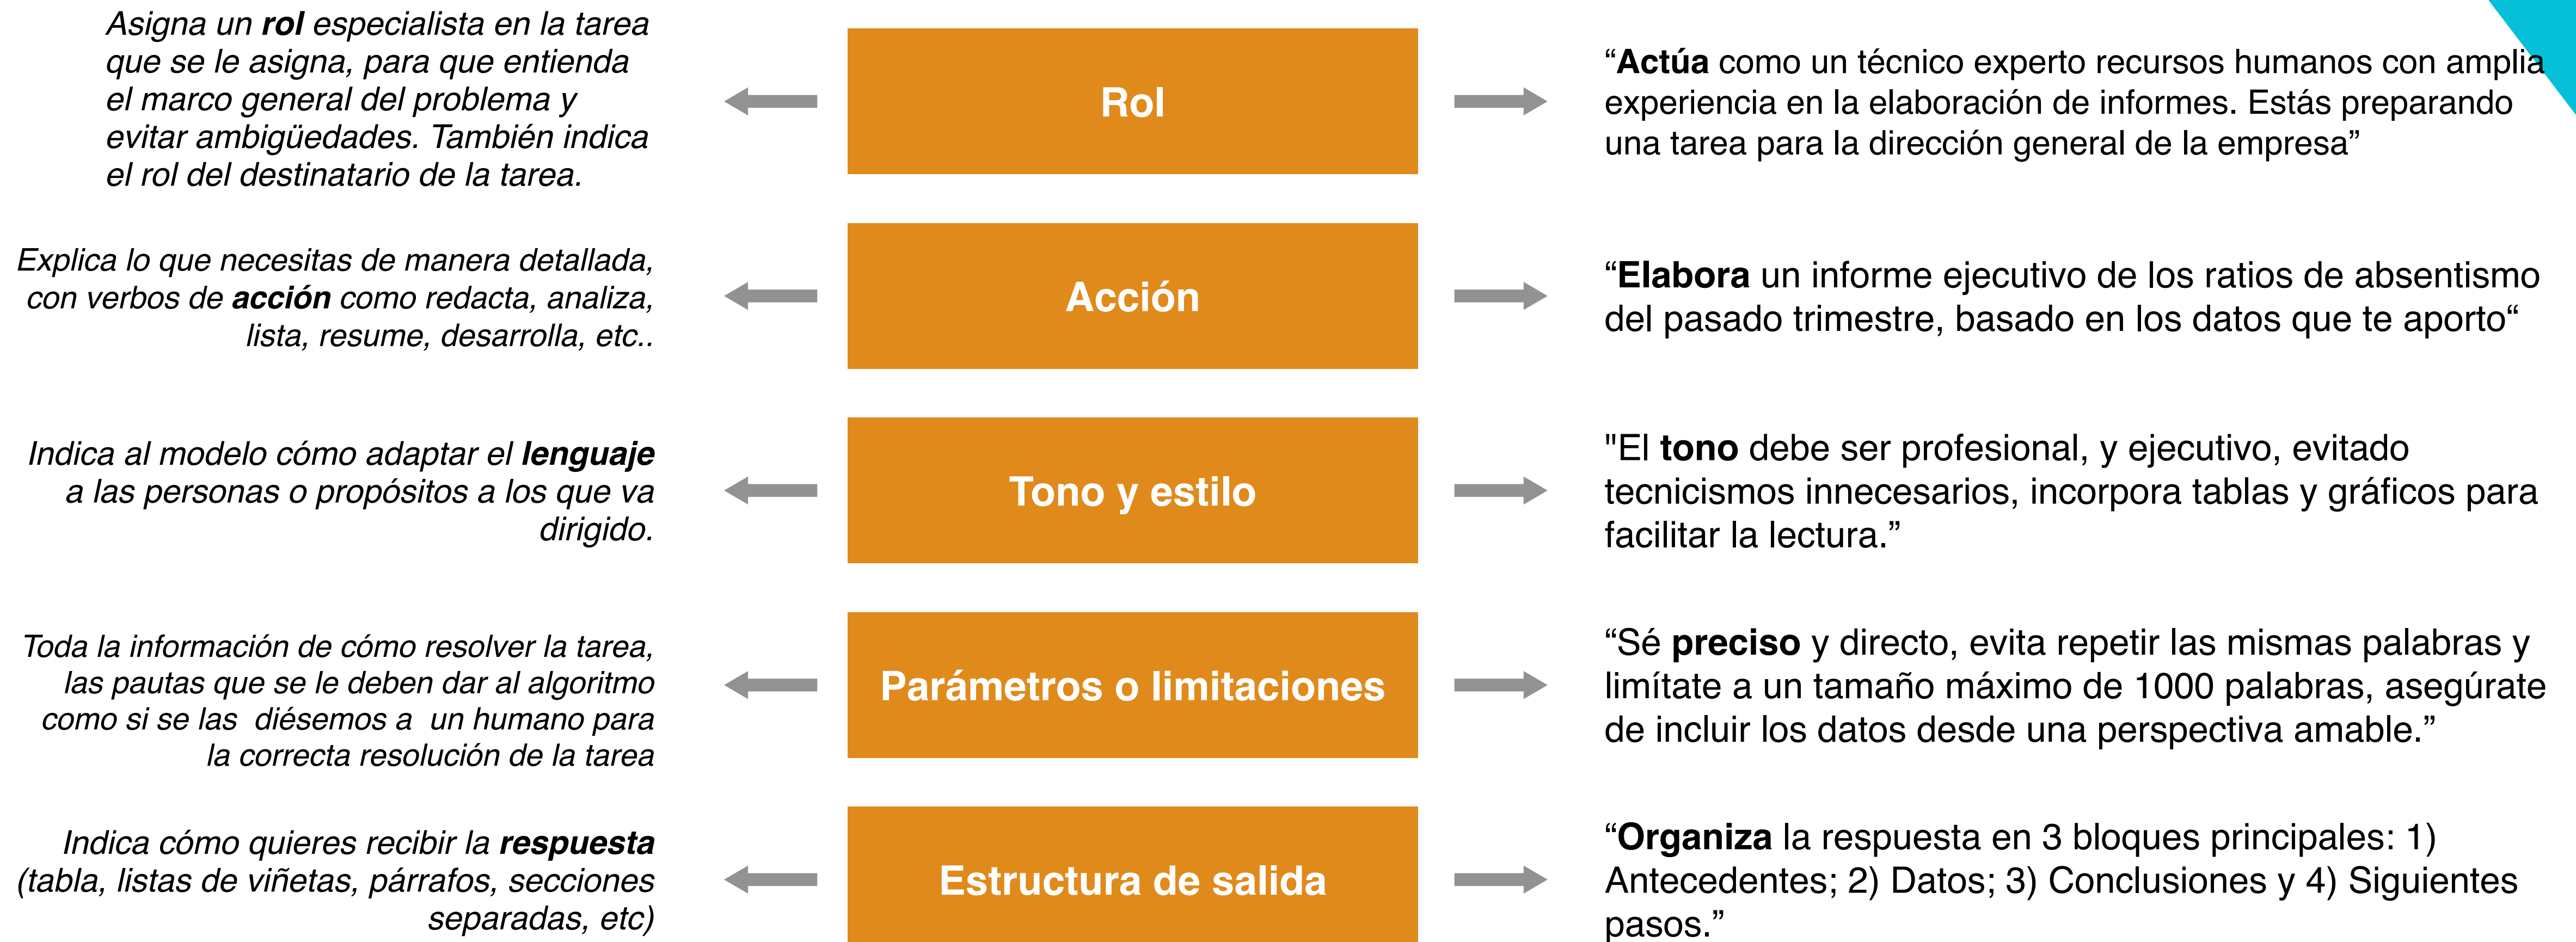 Asigna un rol especialista en la tarea
que se le asigna, para que entienda
el marco general del problema y
evitar ambigüedades. También indica
el rol del destinatario de la tarea.
Rol
“Actúa como un técnico experto recursos humanos con amplia
experiencia en la elaboración de informes. Estás preparando
una tarea para la dirección general de la empresa”
Explica lo que necesitas de manera detallada,
con verbos de acción como redacta, analiza,
lista, resume, desarrolla, etc..
Acción
“Elabora un informe ejecutivo de los ratios de absentismo
del pasado trimestre, basado en los datos que te aporto“
Indica al modelo cómo adaptar el lenguaje
a las personas o propósitos a los que va
dirigido.
Tono y estilo
"El tono debe ser profesional, y ejecutivo, evitado
tecnicismos innecesarios, incorpora tablas y gráficos para
facilitar la lectura.”
Toda la información de cómo resolver la tarea,
las pautas que se le deben dar al algoritmo
como si se las diésemos a un humano para
la correcta resolución de la tarea
Parámetros o limitaciones
“Sé preciso y directo, evita repetir las mismas palabras y
limítate a un tamaño máximo de 1000 palabras, asegúrate
de incluir los datos desde una perspectiva amable.”
Indica cómo quieres recibir la respuesta
(tabla, listas de viñetas, párrafos, secciones
separadas, etc)
Estructura de salida
“Organiza la respuesta en 3 bloques principales: 1)
Antecedentes; 2) Datos; 3) Conclusiones y 4) Siguientes
pasos.”